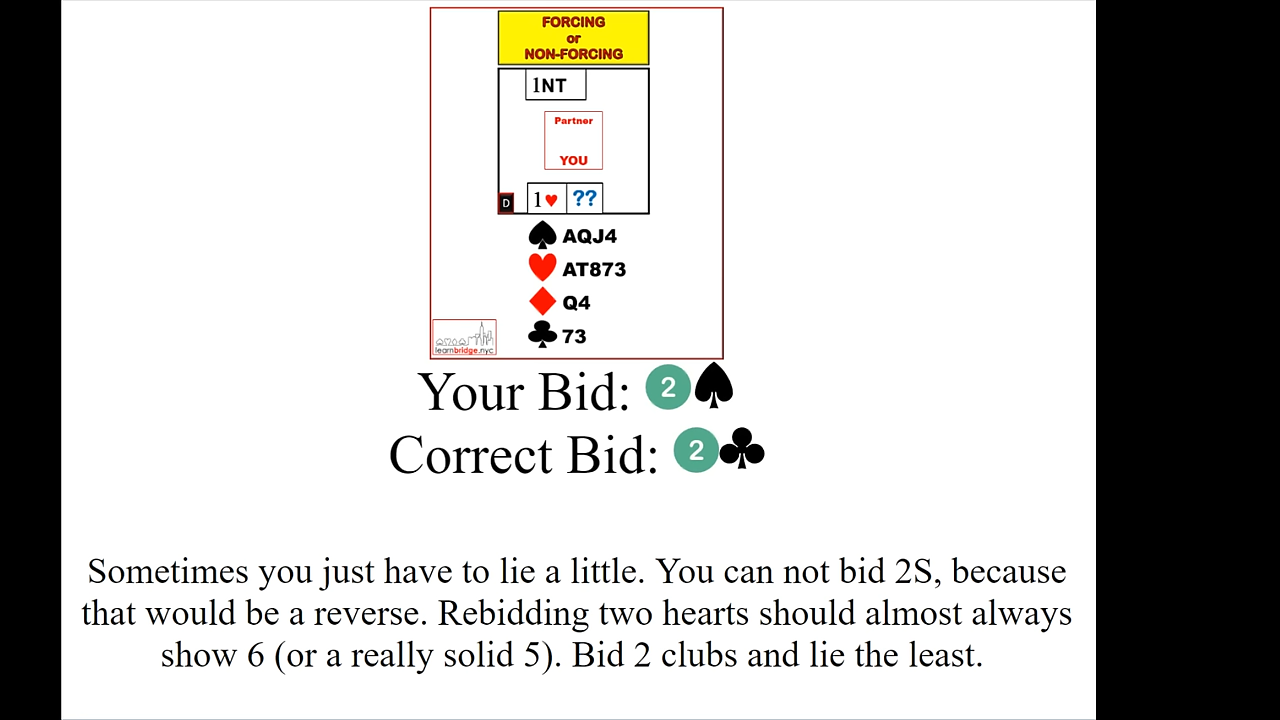 FORCING
or
NON-FORCING
1NT
Partner
YOU
D
1♥ ??
♠ AQJ4
♥ AT873
♦ Q4
♣ 73
learnbridge.nyc
Your Bid: 2♠
Correct Bid: 2♣
Sometimes you just have to lie a little. You can not bid 2S, because
that would be a reverse. Rebidding two hearts should almost always
show 6 (or a really solid 5). Bid 2 clubs and lie the least.